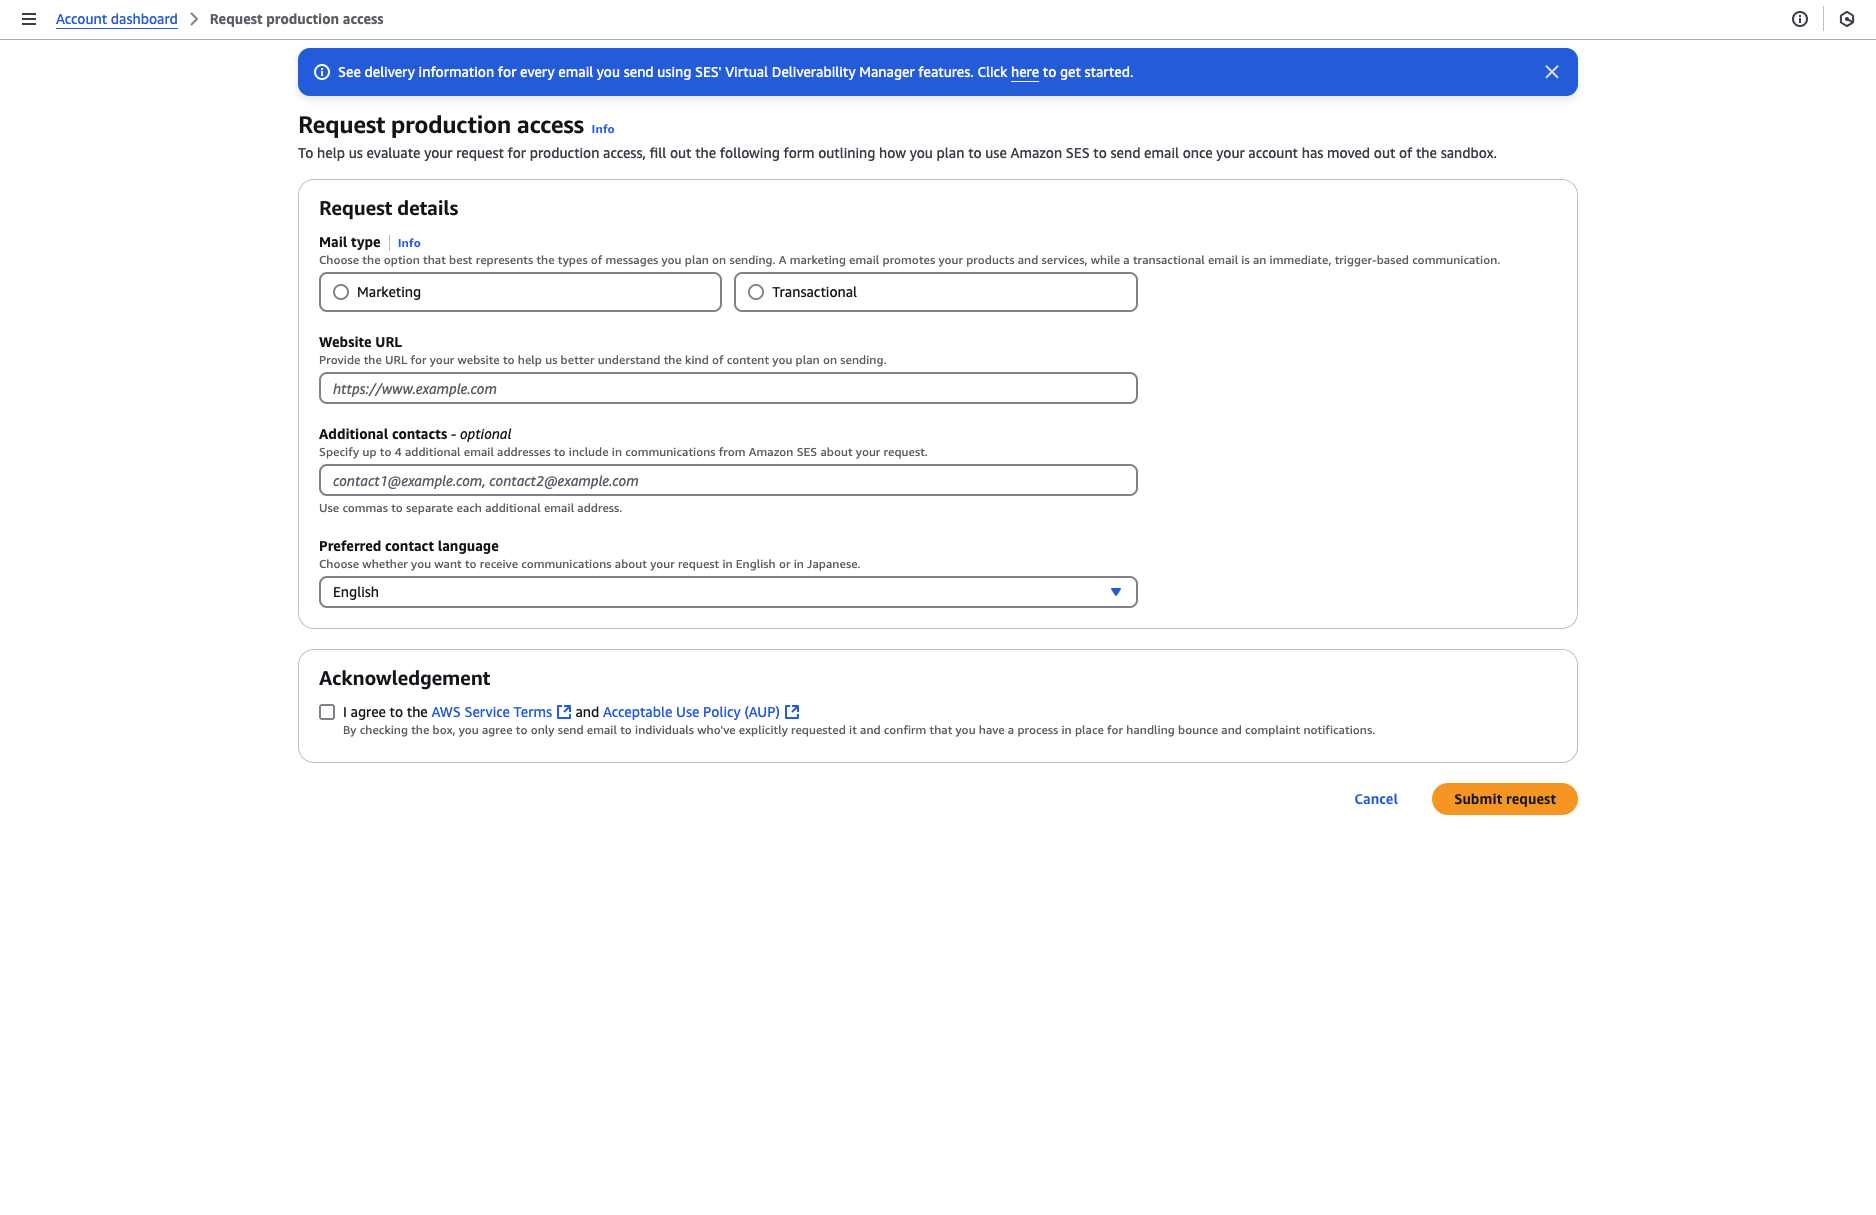 Account dashboard > Request production access
See delivery information for every email you send using SES' Virtual Deliverability Manager features. Click here to get started.
Request production access Info
To help us evaluate your request for production access, fill out the following form outlining how you plan to use Amazon SES to send email once your account has moved out of the sandbox.
Request details
Mail type Info
Choose the option that best represents the types of messages you plan on sending. A marketing email promotes your products and services, while a transactional email is an immediate, trigger-based communication.
Marketing Transactional
Website URL
Provide the URL for your website to help us better understand the kind of content you plan on sending.
https://www.example.com
Additional contacts - optional
Specify up to 4 additional email addresses to include in communications from Amazon SES about your request.
contact1@example.com, contact2@example.com
Use commas to separate each additional email address.
Preferred contact language
Choose whether you want to receive communications about your request in English or in Japanese.
English
Acknowledgement
I agree to the AWS Service Terms and Acceptable Use Policy (AUP)
By checking the box, you agree to only send email to individuals who've explicitly requested it and confirm that you have a process in place for handling bounce and complaint notifications.
Cancel Submit request